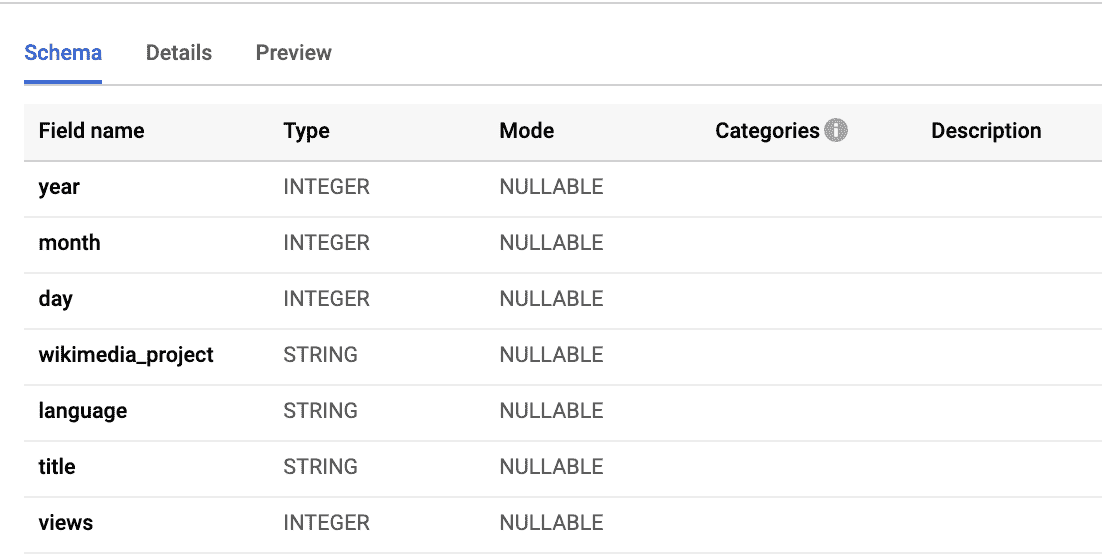 Schema Details Preview
Field name Type Mode Categories Description
year INTEGER NULLABLE
month INTEGER NULLABLE
day INTEGER NULLABLE
wikimedia_project STRING NULLABLE
language STRING NULLABLE
title STRING NULLABLE
views INTEGER NULLABLE